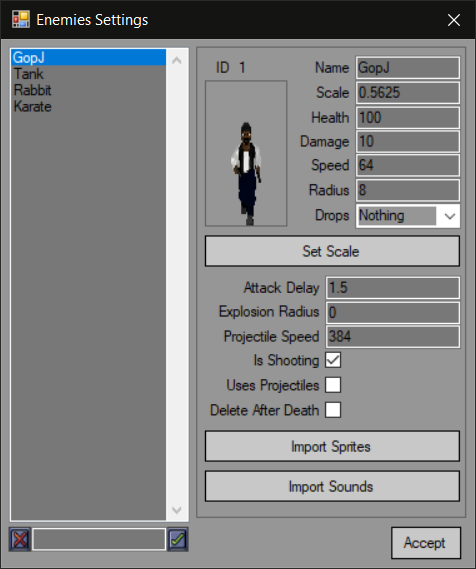 Enemies Settings
GopJ
Tank
Rabbit
Karate
ID 1
Name GopJ
Scale 0.5625
Health 100
Damage 10
Speed 64
Radius 8
Drops Nothing
Set Scale
Attack Delay 1.5
Explosion Radius 0
Projectile Speed 384
Is Shooting
Uses Projectiles
Delete After Death
Import Sprites
Import Sounds
Accept